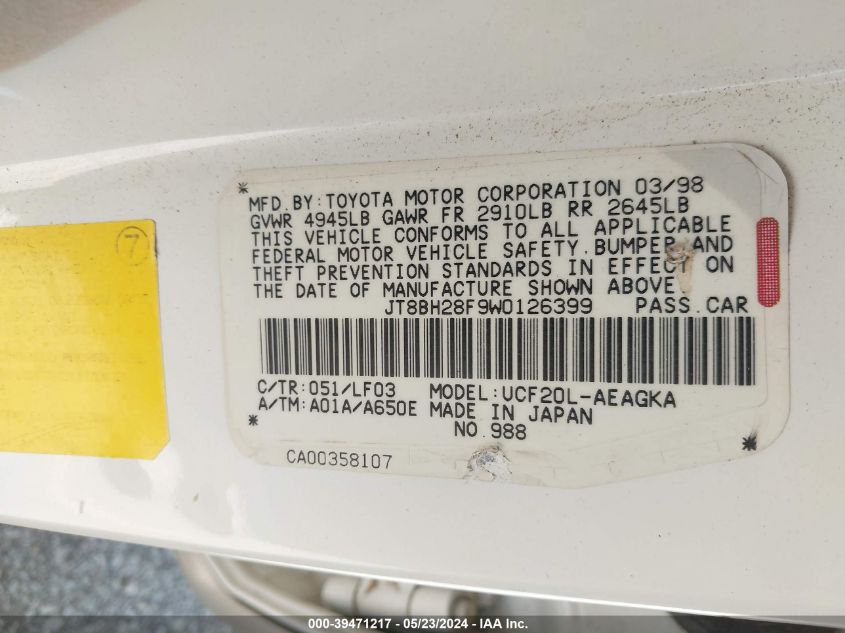 7
MFD.BY:TOYOTA MOTOR CORPORATION 03/98
GVWR 4945LB GAWR FR 2910LB RR 2645LB
THIS VEHICLE CONFORMS TO ALL APPLICABLE
FEDERAL MOTOR VEHICLE SAFETY,BUMPER AND
THEFT PREVENTION STANDARDS IN EFFECT ON
THE DATE OF MANUFACTURE SHOWN ABOVE.
JT8BH28F9W0126399 PASS.CAR
C/TR:051/LF03 MODEL:UCF20L-AEAGKA
A/TM:A01A/A650E MADE IN JAPAN
NO.988
CA00358107
000-39471217 - 05/23/2024 - IAA Inc.